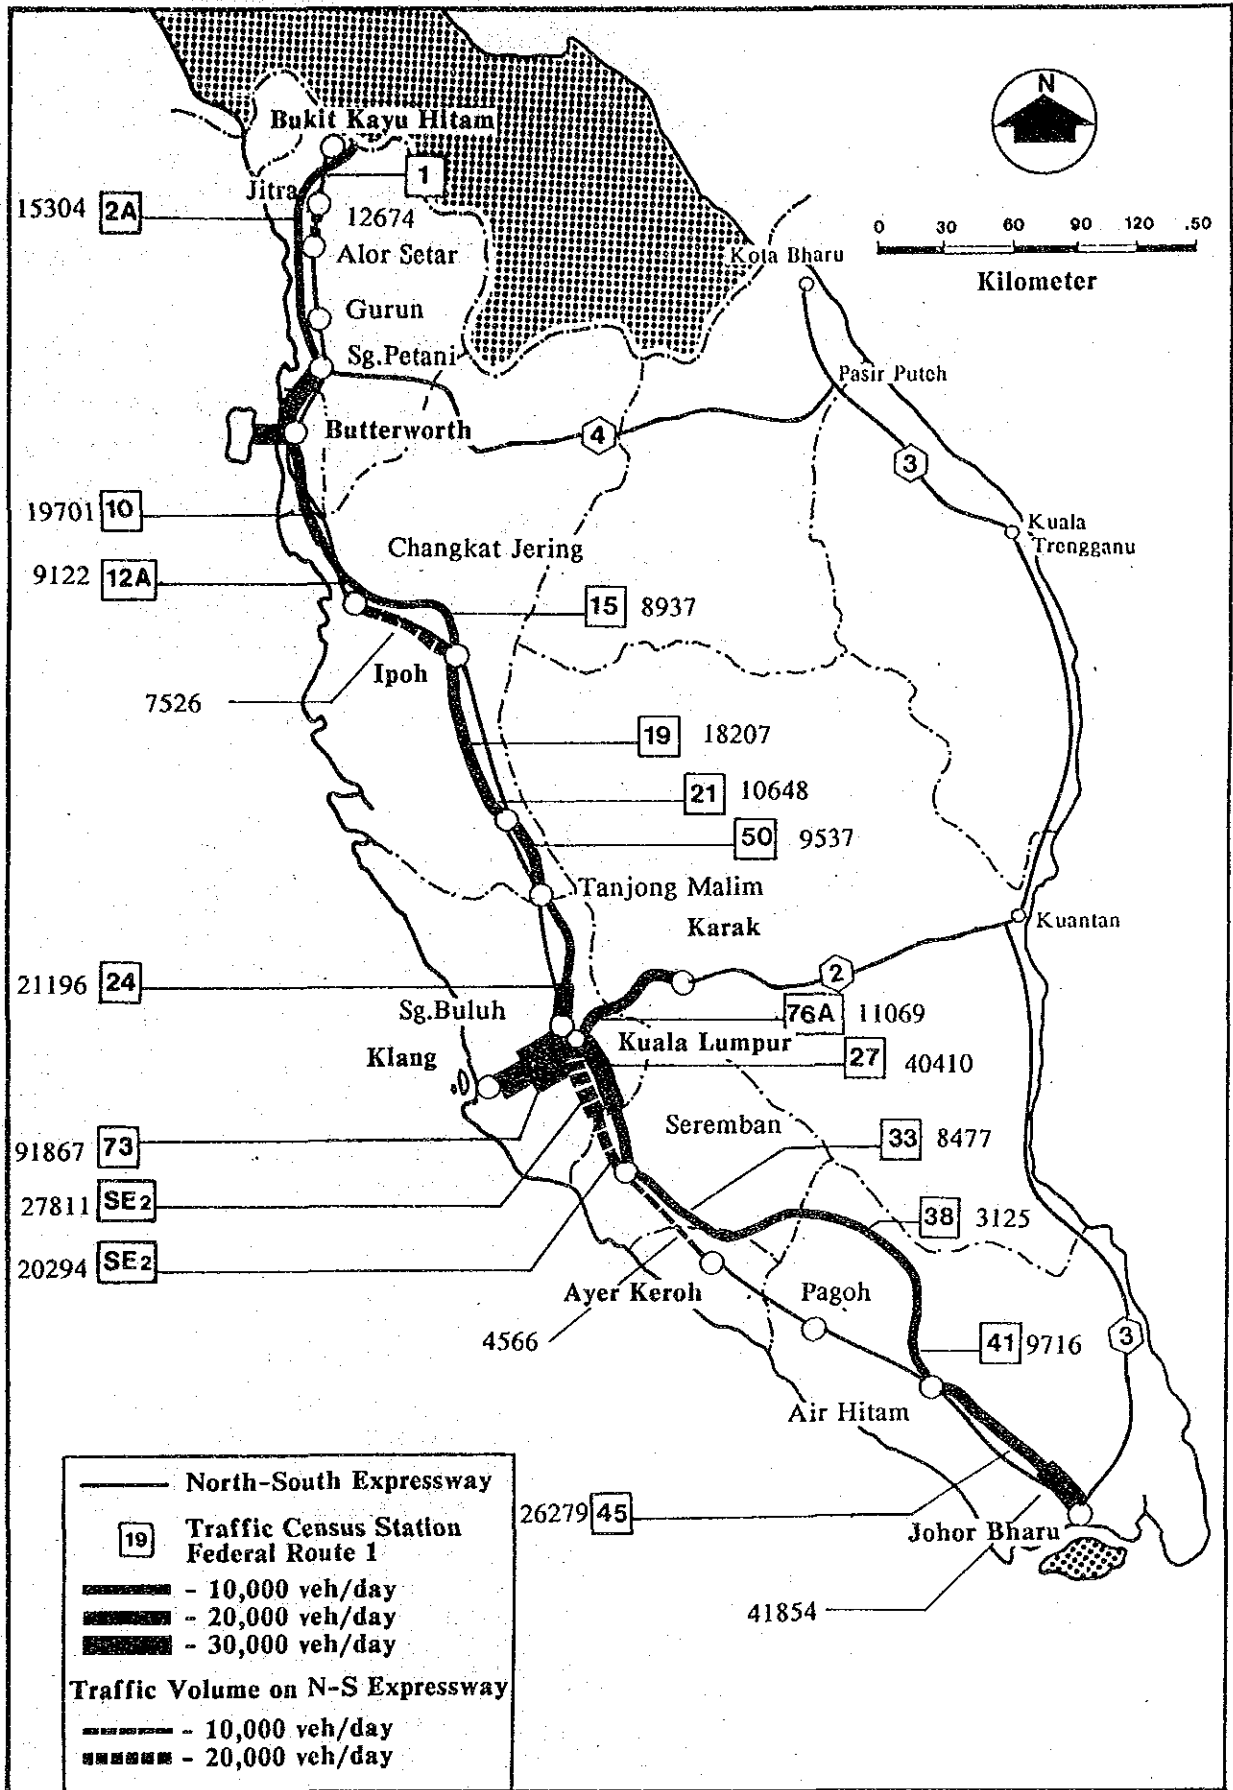 N
Bukit Kayu Hitam
1
Jitra
15304 2A
12674
0 30 60 90 120 .50
Kilometer
Alor Setar
Kota Bharu
Gurun
Sg.Petani
Pasir Puteh
Butterworth
4
3
19701 10
Kuala
Trengganu
Changkat Jering
9122 12A
15 8937
Ipoh
7526
19 18207
21 10648
50 9537
Tanjong Malim
Karak
Kuantan
2
21196 24
Sg.Buluh
76A 11069
Kuala Lumpur
Klang
27 40410
Seremban
91867 73
33 8477
27811 SE2
38 3125
20294 SE2
Ayer Keroh
Pagoh
4566
41 9716
3
Air Hitam
North-South Expressway
26279 45
19 Traffic Census Station
Federal Route 1
Johor Bharu
- 10,000 veh/day
- 20,000 veh/day
41854
- 30,000 veh/day
Traffic Volume on N-S Expressway
- 10,000 veh/day
- 20,000 veh/day